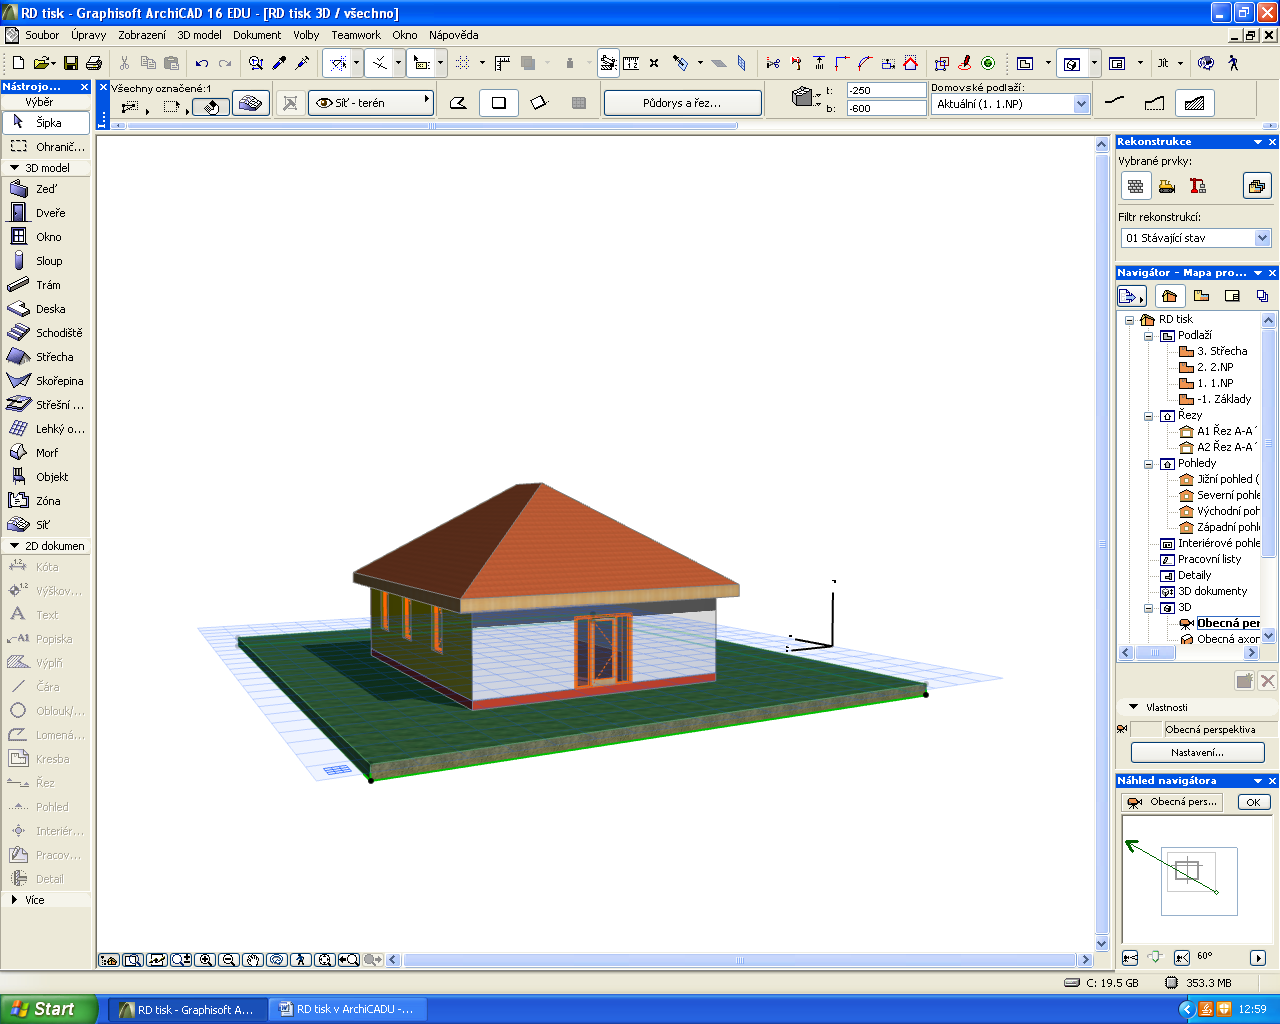 RD tisk - Graphisoft ArchiCAD 16 EDU - [RD tisk 3D / všechno]
Soubor Úpravy Zobrazení 3D model Dokument Volby Teamwork Okno Nápověda
Jít
Nástrojo...
Výběr
Šipka
Ohranič...
3D model
Zeď
Dveře
Okno
Sloup
Trám
Deska
Schodiště
Střecha
Skořepina
Střešní ...
Lehký o...
Morf
Objekt
Zóna
Síť
2D dokumen
Kóta
Výškov...
Text
Popiska
Výplň
Čára
Oblouk/...
Lomená...
Kresba
Řez
Pohled
Interiér...
Pracov...
Detail
Více
Všechny označené:1
Síť - terén
Půdorys a řez...
t: -250
b: -600
Domovské podlaží:
Aktuální (1. 1.NP)
Rekonstrukce
Vybrané prvky:
Filtr rekonstrukcí:
01 Stávající stav
Navigátor - Mapa pro...
RD tisk
Podlaží
3. Střecha
2. 2.NP
1. 1.NP
-1. Základy
Řezy
A1 Řez A-A´
A2 Řez A-A´
Pohledy
Jižní pohled (
Severní pohle
Východní poh
Západní pohl
Interiérové pohle
Pracovní listy
Detaily
3D dokumenty
3D
Obecná per
Obecná axor
Vlastnosti
Obecná perspektiva
Nastavení...
Náhled navigátora
Obecná pers...
OK
60°
C: 19.5 GB
353.3 MB
Start
RD tisk - Graphisoft A...
RD tisk v ArchiCADU -...
12:59